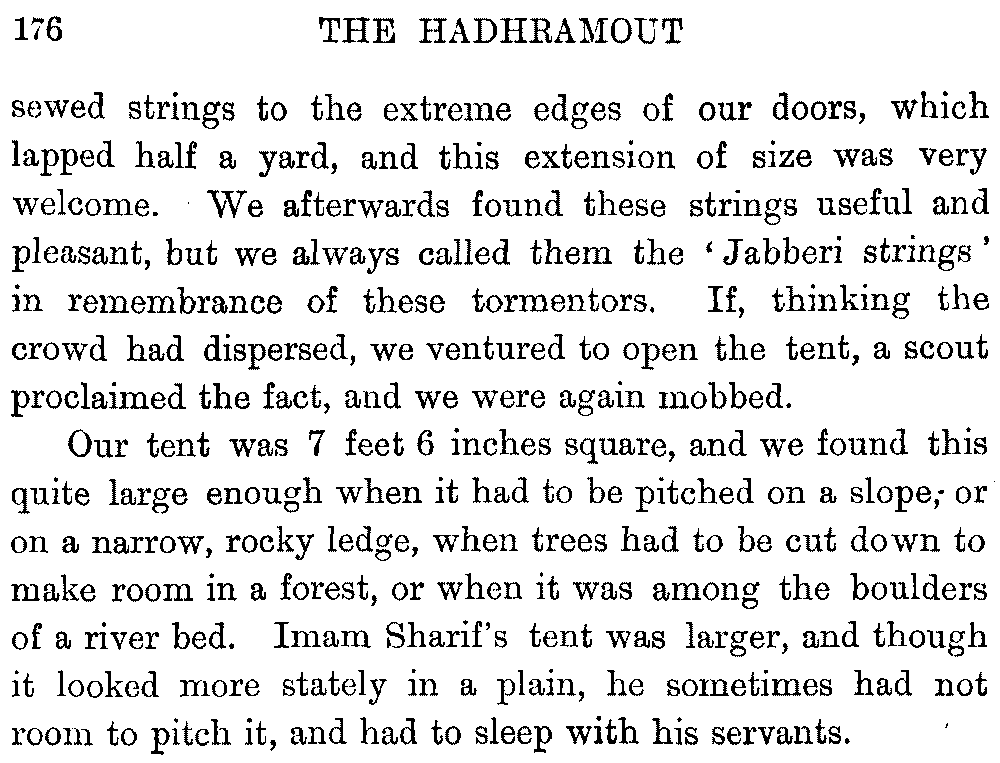 176 THE HADHRAMOUT
sewed strings to the extreme edges of our doors, which
lapped half a yard, and this extension of size was very
welcome. We afterwards found these strings useful and
pleasant, but we always called them the ‘Jabberi strings’
in remembrance of these tormentors. If, thinking the
crowd had dispersed, we ventured to open the tent, a scout
proclaimed the fact, and we were again mobbed.
Our tent was 7 feet 6 inches square, and we found this
quite large enough when it had to be pitched on a slope, or
on a narrow, rocky ledge, when trees had to be cut down to
make room in a forest, or when it was among the boulders
of a river bed. Imam Sharif's tent was larger, and though
it looked more stately in a plain, he sometimes had not
room to pitch it, and had to sleep with his servants.